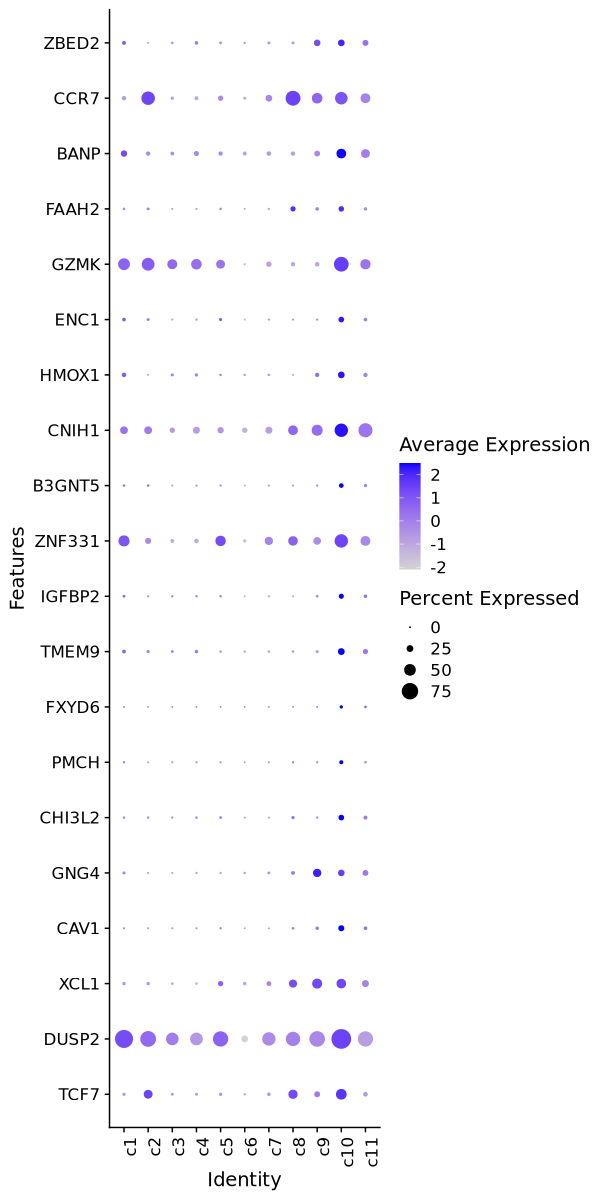 ZBED2
CCR7
BANP
FAAH2
GZMK
ENC1
HMOX1
CNIH1
B3GNT5
ZNF331
IGFBP2
TMEM9
FXYD6
PMCH
CHI3L2
GNG4
CAV1
XCL1
DUSP2
TCF7
Features
c1 c2 c3 c4 c5 c6 c7 c8 c9 c10 c11
Identity
Average Expression
2
1
0
-1
-2
Percent Expressed
0
25
50
75